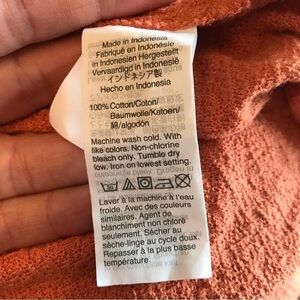 Made in Indonesia
Fabriqué en Indonésie
in Indonesien Hergestellt
Vervaardigd in Indonesië
インドネシア製
Hecho en Indonesia
100%Cotton/Coton/
Baumwolle/Katoen/
綿/algodón
Machine wash cold. With
like colors. Non-chlorine
bleach only. Tumble dry
low. Iron on lowest setting.
Laver à la machine à l'eau
froide. Avec des couleurs
similaires. Agent de
blanchiment non chloré
seulement. Sécher au
sèche-linge au cycle doux.
Repasser à la plus basse
température.